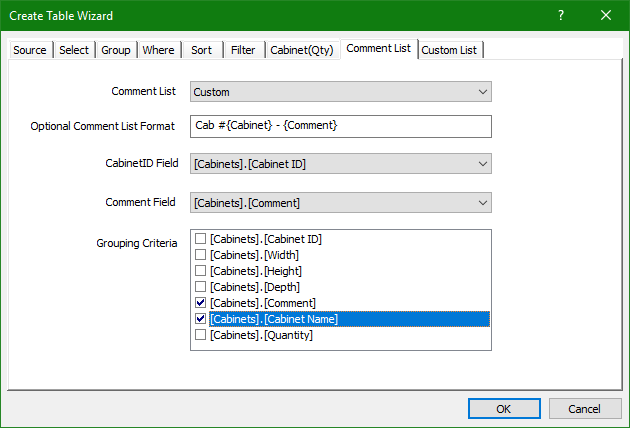 Create Table Wizard
Source Select Group Where Sort Filter Cabinet(Qty) Comment List Custom List
Comment List Custom
Optional Comment List Format Cab #{Cabinet} - {Comment}
CabinetID Field [Cabinets].[Cabinet ID]
Comment Field [Cabinets].[Comment]
Grouping Criteria [Cabinets].[Cabinet ID]
[Cabinets].[Width]
[Cabinets].[Height]
[Cabinets].[Depth]
[Cabinets].[Comment]
[Cabinets].[Cabinet Name]
[Cabinets].[Quantity]
OK Cancel